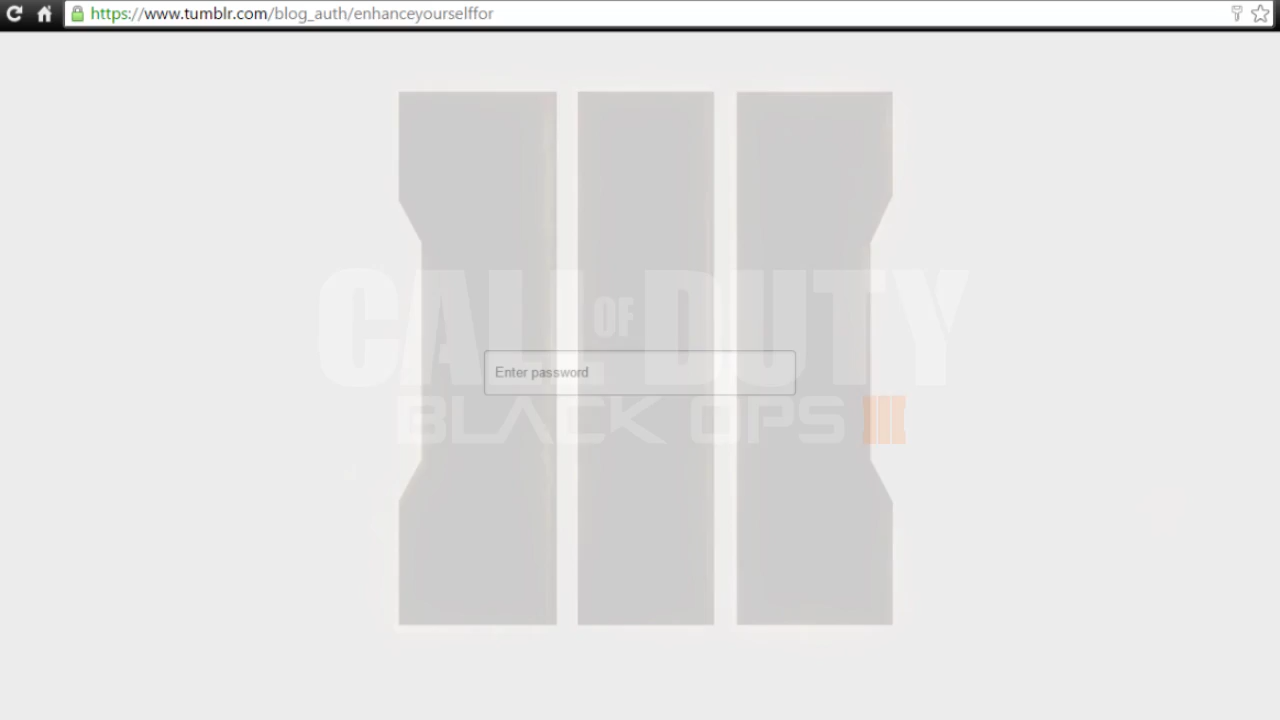 https://www.tumblr.com/blog_auth/enhanceyourselffor
CALL OF DUTY
Enter password
BLACK OPS III